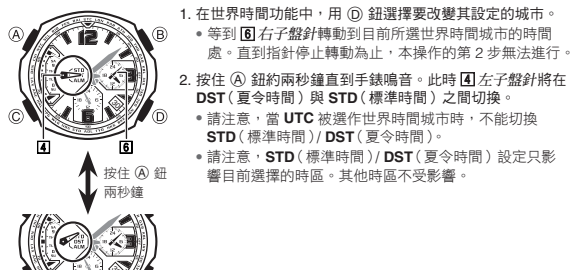 1. 在世界時間功能中，用 Ⓓ 鈕選擇要改變其設定的城市。
• 等到 6 右子盤針轉動到目前所選世界時間城市的時間
處。直到指針停止轉動為止，本操作的第 2 步無法進行。
2. 按住 Ⓐ 鈕約兩秒鐘直到手錶鳴音。此時 4 左子盤針將在
DST（夏令時間）與 STD（標準時間）之間切換。
• 請注意，當 UTC 被選作世界時間城市時，不能切換
STD（標準時間）/ DST（夏令時間）。
• 請注意，STD（標準時間）/ DST（夏令時間）設定只影
響目前選擇的時區。其他時區不受影響。
Ⓐ
Ⓑ
12
STD
ALM
Ⓒ
Ⓓ
4
6
按住 Ⓐ 鈕
兩秒鐘
DST
ALM